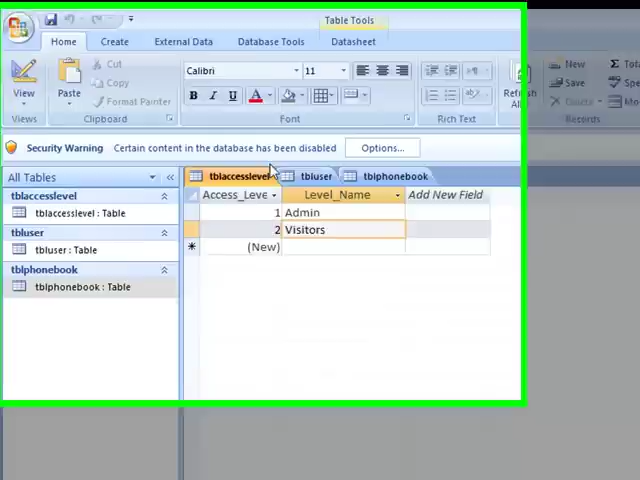 Table Tools
Home Create External Data Database Tools Datasheet
View Paste Cut Copy Format Painter
Calibri 11
B I U A
Refresh All New Save Delete
Views Clipboard Font Rich Text Records
Security Warning Certain content in the database has been disabled Options...
All Tables
tblaccesslevel tbluser tblphonebook
tblaccesslevel
tblaccesslevel : Table
tbluser
tbluser : Table
tblphonebook
tblphonebook : Table
Level_Name Add New Field
1 Admin
2 Visitors
(New)